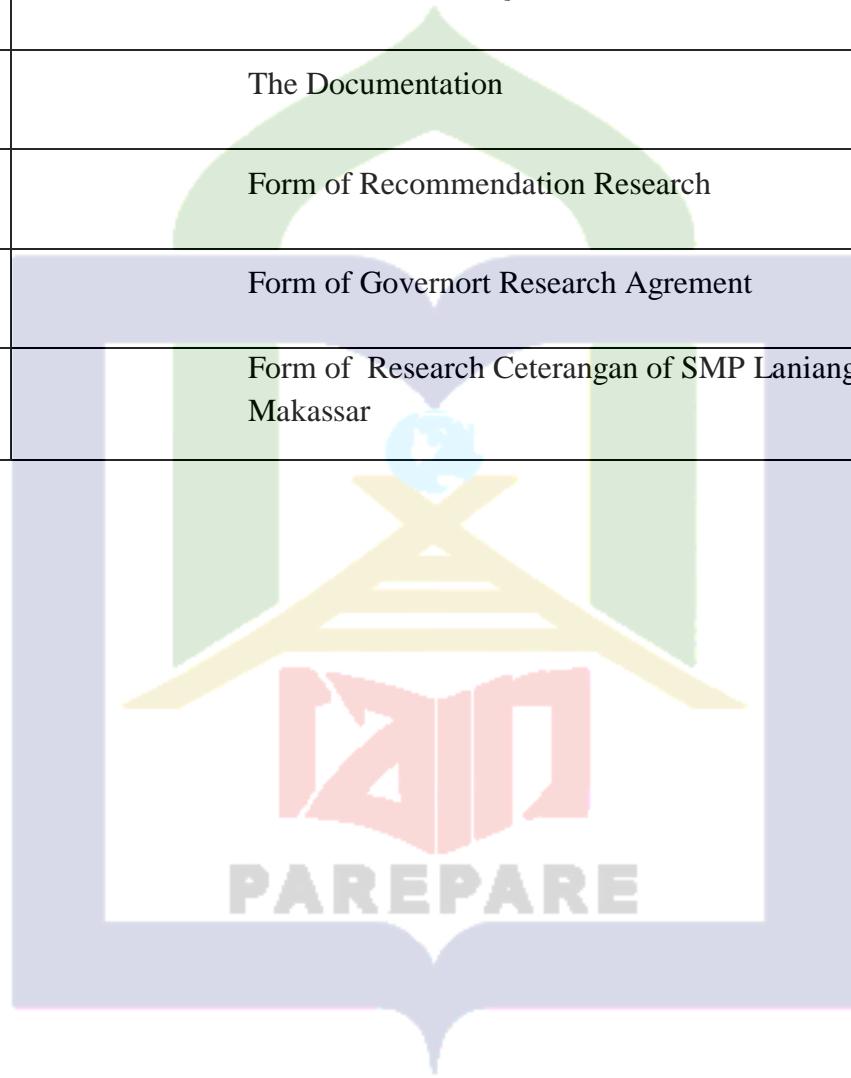 The Documentation
Form of Recommendation Research
Form of Governort Research Agrement
Form of  Research Ceterangan of SMP Laniang
Makassar
iain
PAREPARE